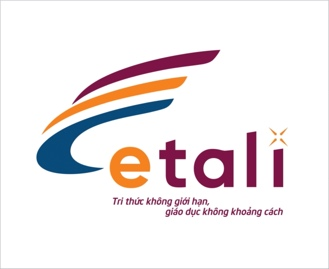 etali
Tri thức không giới hạn,
giáo dục không khoảng cách